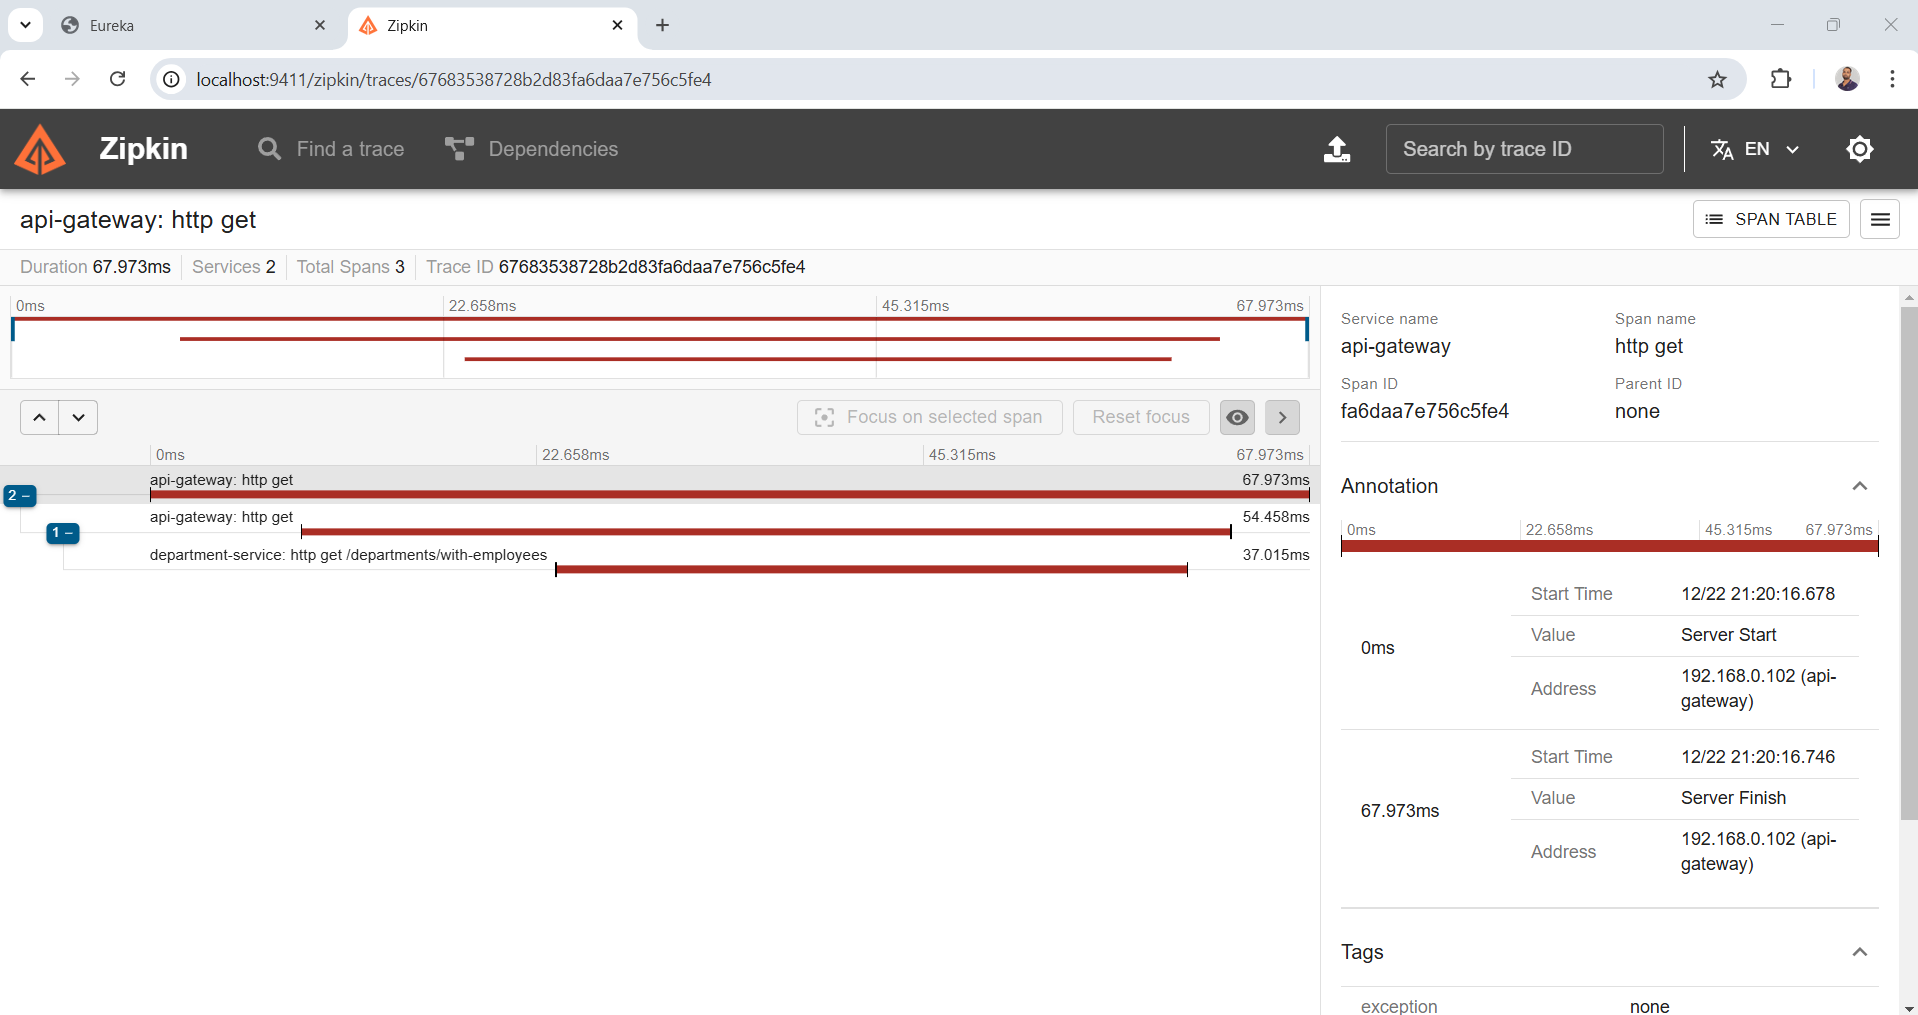 Eureka
Zipkin
localhost:9411/zipkin/traces/67683538728b2d83fa6daa7e756c5fe4
Zipkin
Find a trace
Dependencies
Search by trace ID
EN
api-gateway: http get
SPAN TABLE
Duration 67.973ms Services 2 Total Spans 3 Trace ID 67683538728b2d83fa6daa7e756c5fe4
0ms 22.658ms 45.315ms 67.973ms
Focus on selected span
Reset focus
0ms 22.658ms 45.315ms 67.973ms
api-gateway: http get 67.973ms
2 –
api-gateway: http get 54.458ms
1 –
department-service: http get /departments/with-employees 37.015ms
Service name Span name
api-gateway http get
Span ID Parent ID
fa6daa7e756c5fe4 none
Annotation
0ms 22.658ms 45.315ms 67.973ms
Start Time 12/22 21:20:16.678
Value Server Start
0ms
Address 192.168.0.102 (api-
gateway)
Start Time 12/22 21:20:16.746
Value Server Finish
67.973ms
Address 192.168.0.102 (api-
gateway)
Tags
exception none